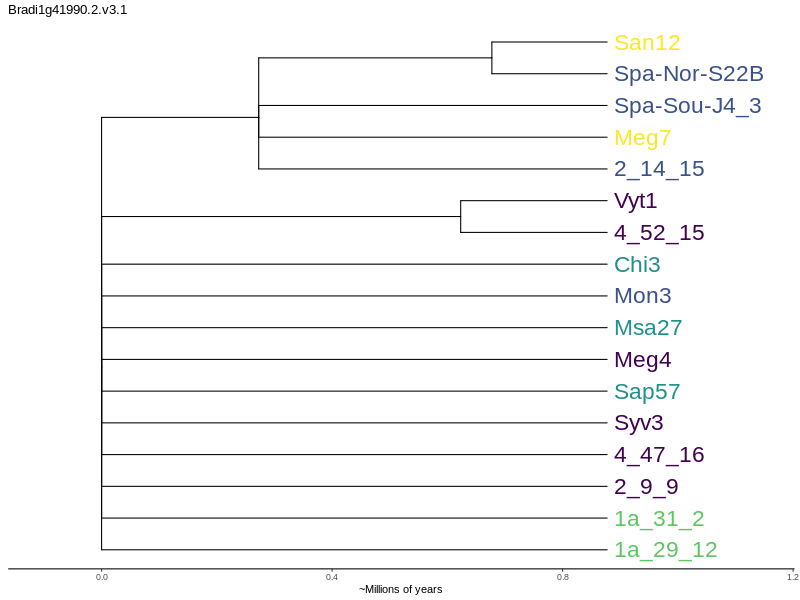 Bradi1g41990.2.v3.1
San12
Spa-Nor-S22B
Spa-Sou-J4_3
Meg7
2_14_15
Vyt1
4_52_15
Chi3
Mon3
Msa27
Meg4
Sap57
Syv3
4_47_16
2_9_9
1a_31_2
1a_29_12
0.0 0.4 0.8 1.2
~Millions of years